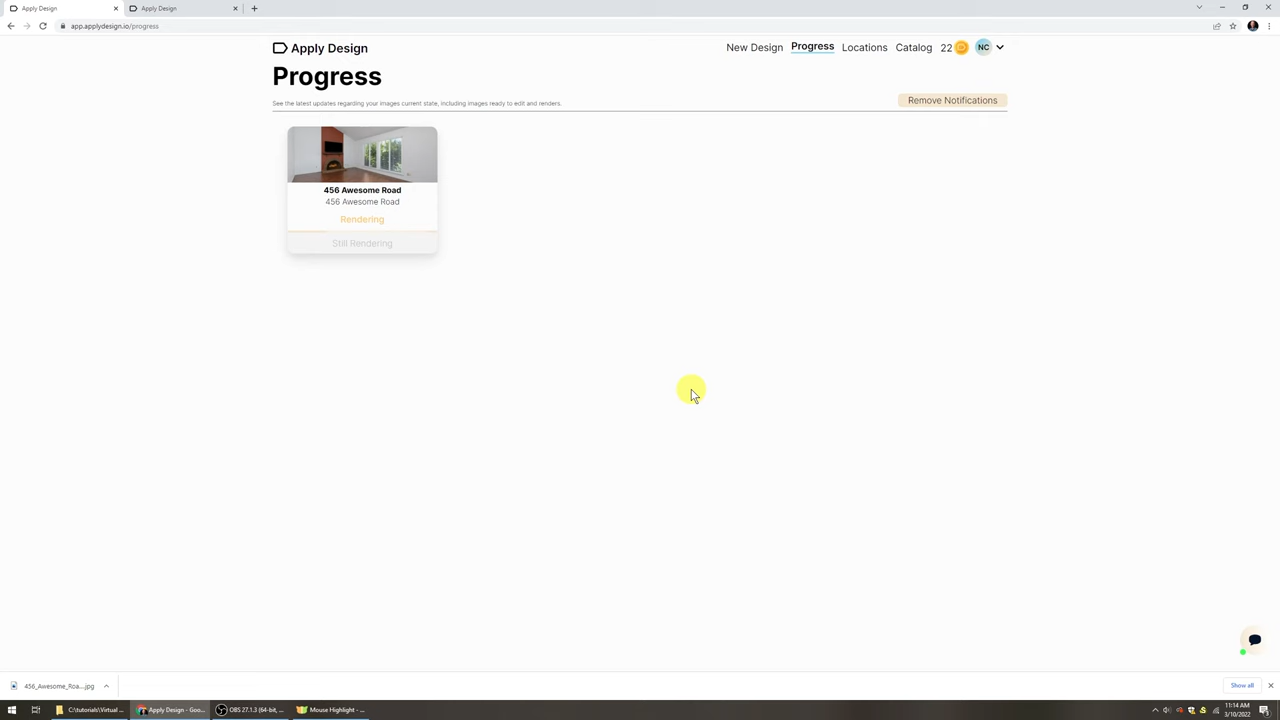 Apply Design
Apply Design
app.applydesign.io/progress
Apply Design
New Design
Progress
Locations
Catalog
22
NC
Progress
See the latest updates regarding your images current state, including images ready to edit and renders.
Remove Notifications
456 Awesome Road
456 Awesome Road
Rendering
Still Rendering
456_Awesome_Roa....jpg
Show all
C:\tutorials\Virtual ...
Apply Design - Goo...
OBS 27.1.3 (64-bit, ...
Mouse Highlight - ...
11:14 AM
3/10/2022